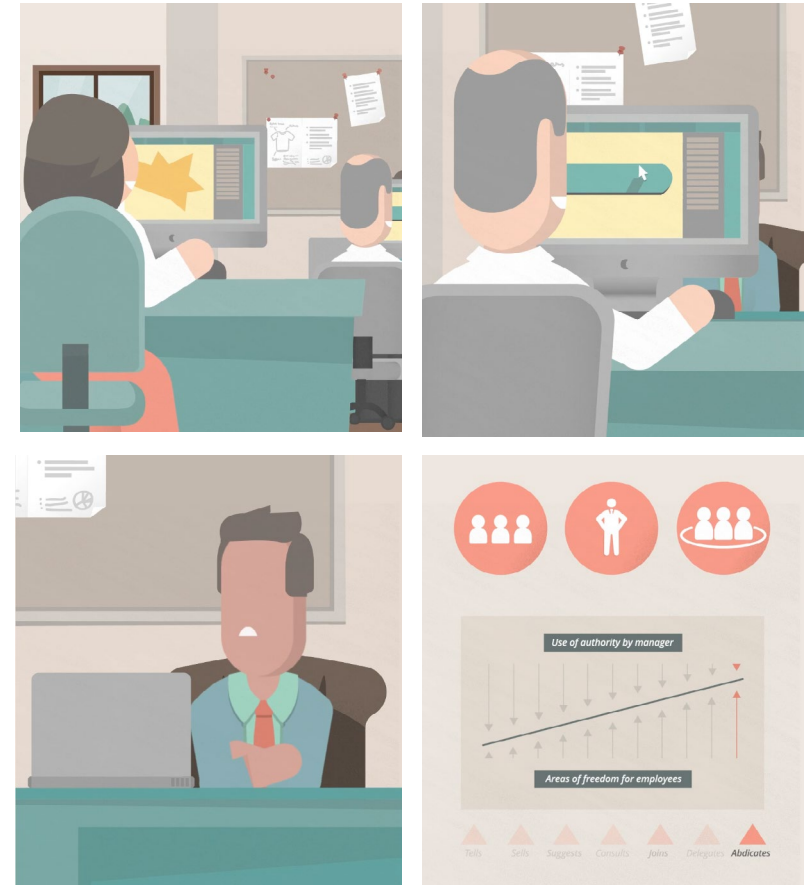 Use of authority by manager
Areas of freedom for employees
Tells Sells Suggests Consults Joins Delegates Abdicates